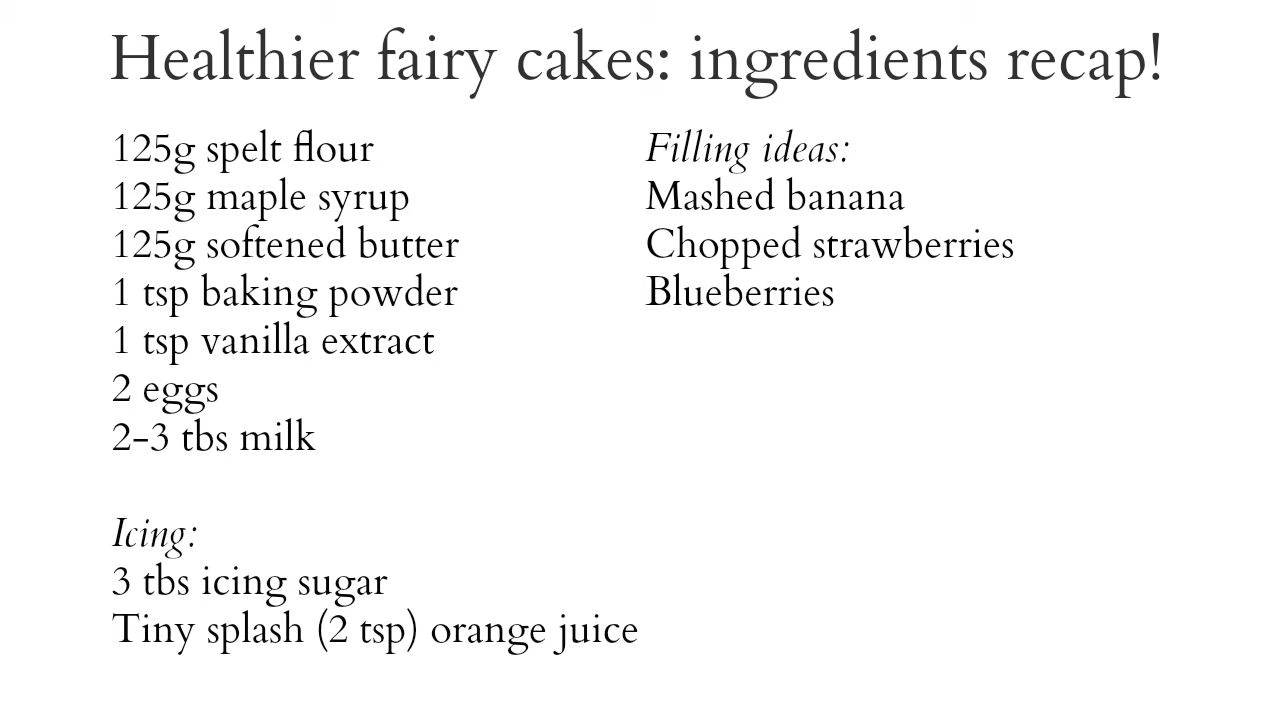 Healthier fairy cakes: ingredients recap!
125g spelt flour
125g maple syrup
125g softened butter
1 tsp baking powder
1 tsp vanilla extract
2 eggs
2-3 tbs milk
Icing:
3 tbs icing sugar
Tiny splash (2 tsp) orange juice
Filling ideas:
Mashed banana
Chopped strawberries
Blueberries